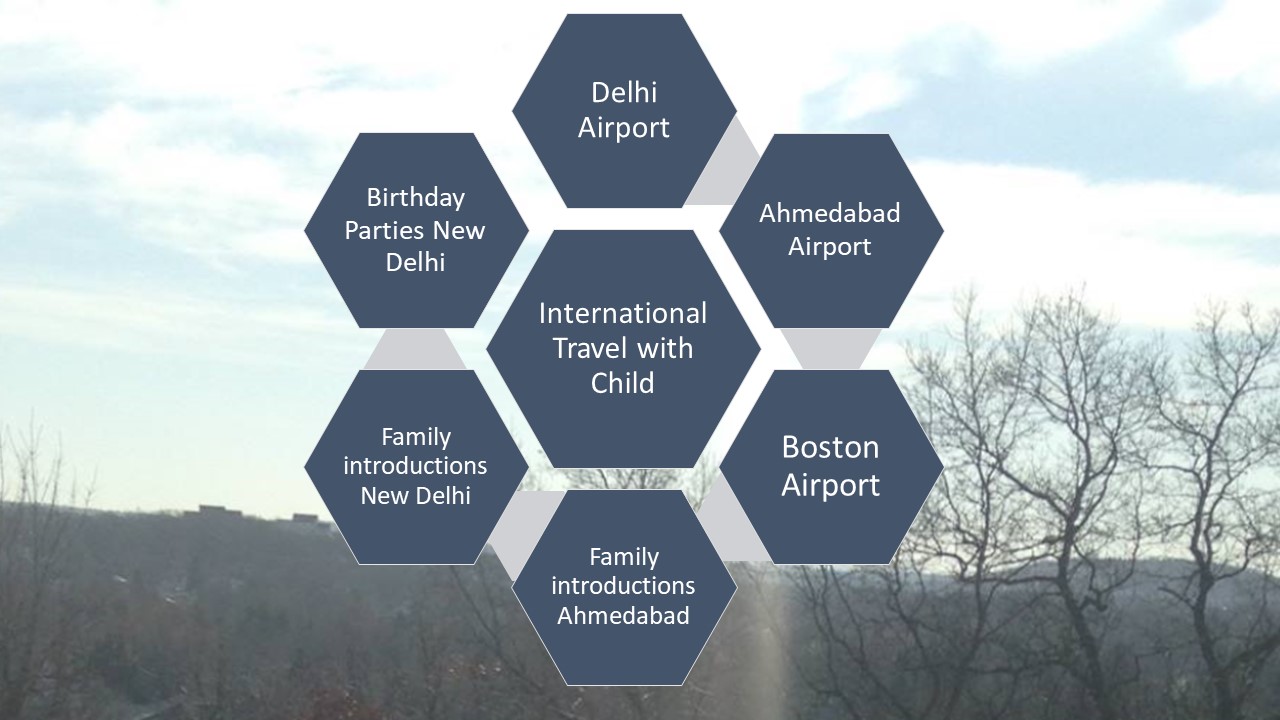 Delhi
Airport
Birthday
Parties New
Delhi
Ahmedabad
Airport
International
Travel with
Child
Family
introductions
New Delhi
Boston
Airport
Family
introductions
Ahmedabad